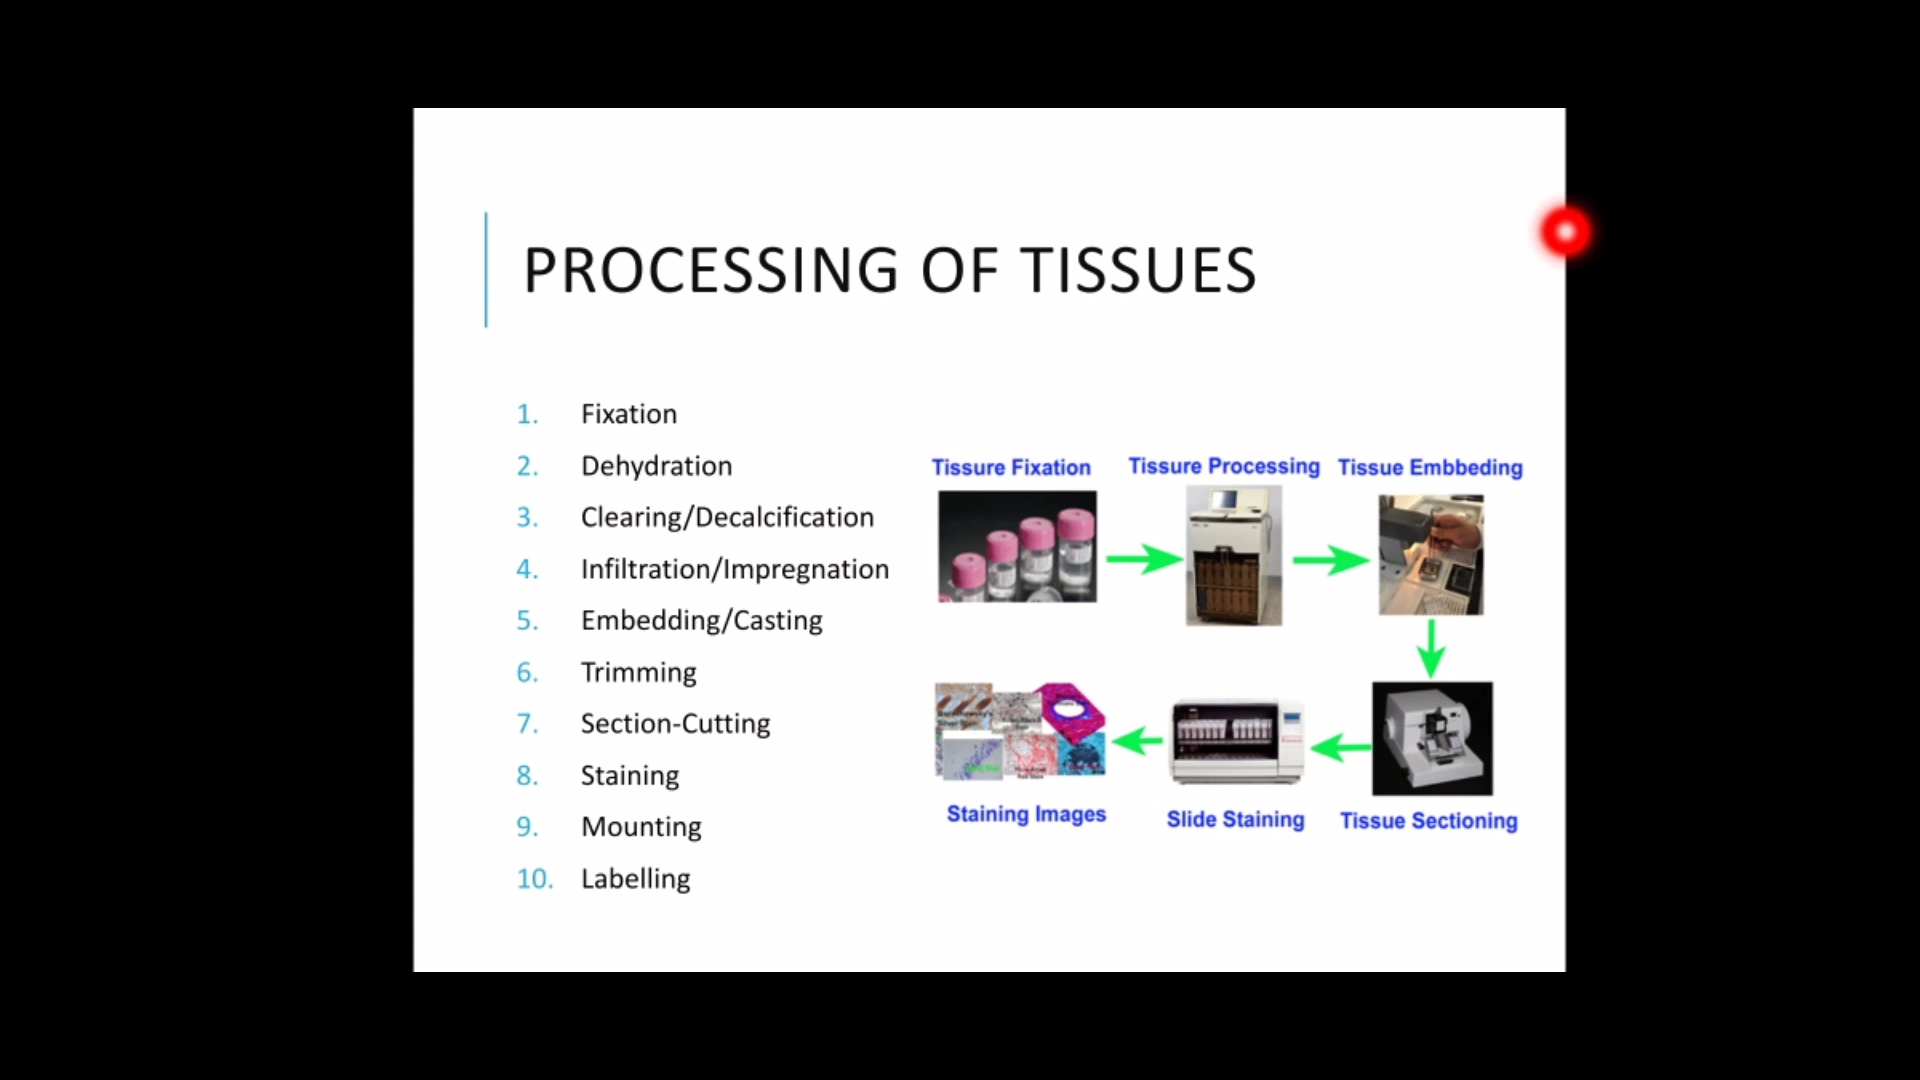 PROCESSING OF TISSUES
1. Fixation
2. Dehydration
3. Clearing/Decalcification
4. Infiltration/Impregnation
5. Embedding/Casting
6. Trimming
7. Section-Cutting
8. Staining
9. Mounting
10. Labelling
Tissure Fixation
Tissure Processing
Tissue Embbeding
Staining Images
Slide Staining
Tissue Sectioning